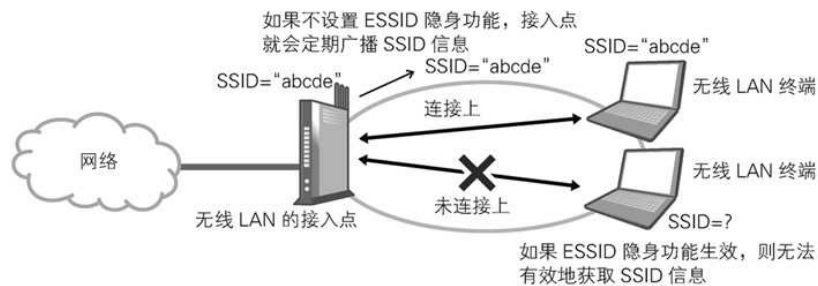 如果不设置 ESSID 隐身功能，接入点
就会定期广播 SSID 信息
SSID=“abcde”
SSID=“abcde”
SSID=“abcde”
无线 LAN 终端
连接上
网络
无线 LAN 终端
未连接上
无线 LAN 的接入点
SSID=?
如果 ESSID 隐身功能生效，则无法
有效地获取 SSID 信息